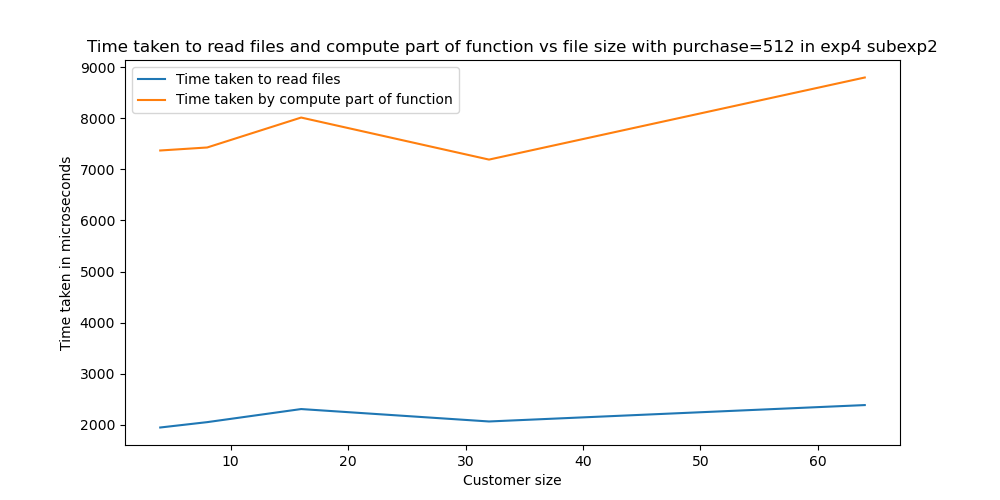 Time taken to read files and compute part of function vs file size with purchase=512 in exp4 subexp2
9000
8000
7000
6000
5000
4000
3000
2000
Time taken in microseconds
Time taken to read files
Time taken by compute part of function
10
20
30
40
50
60
Customer size